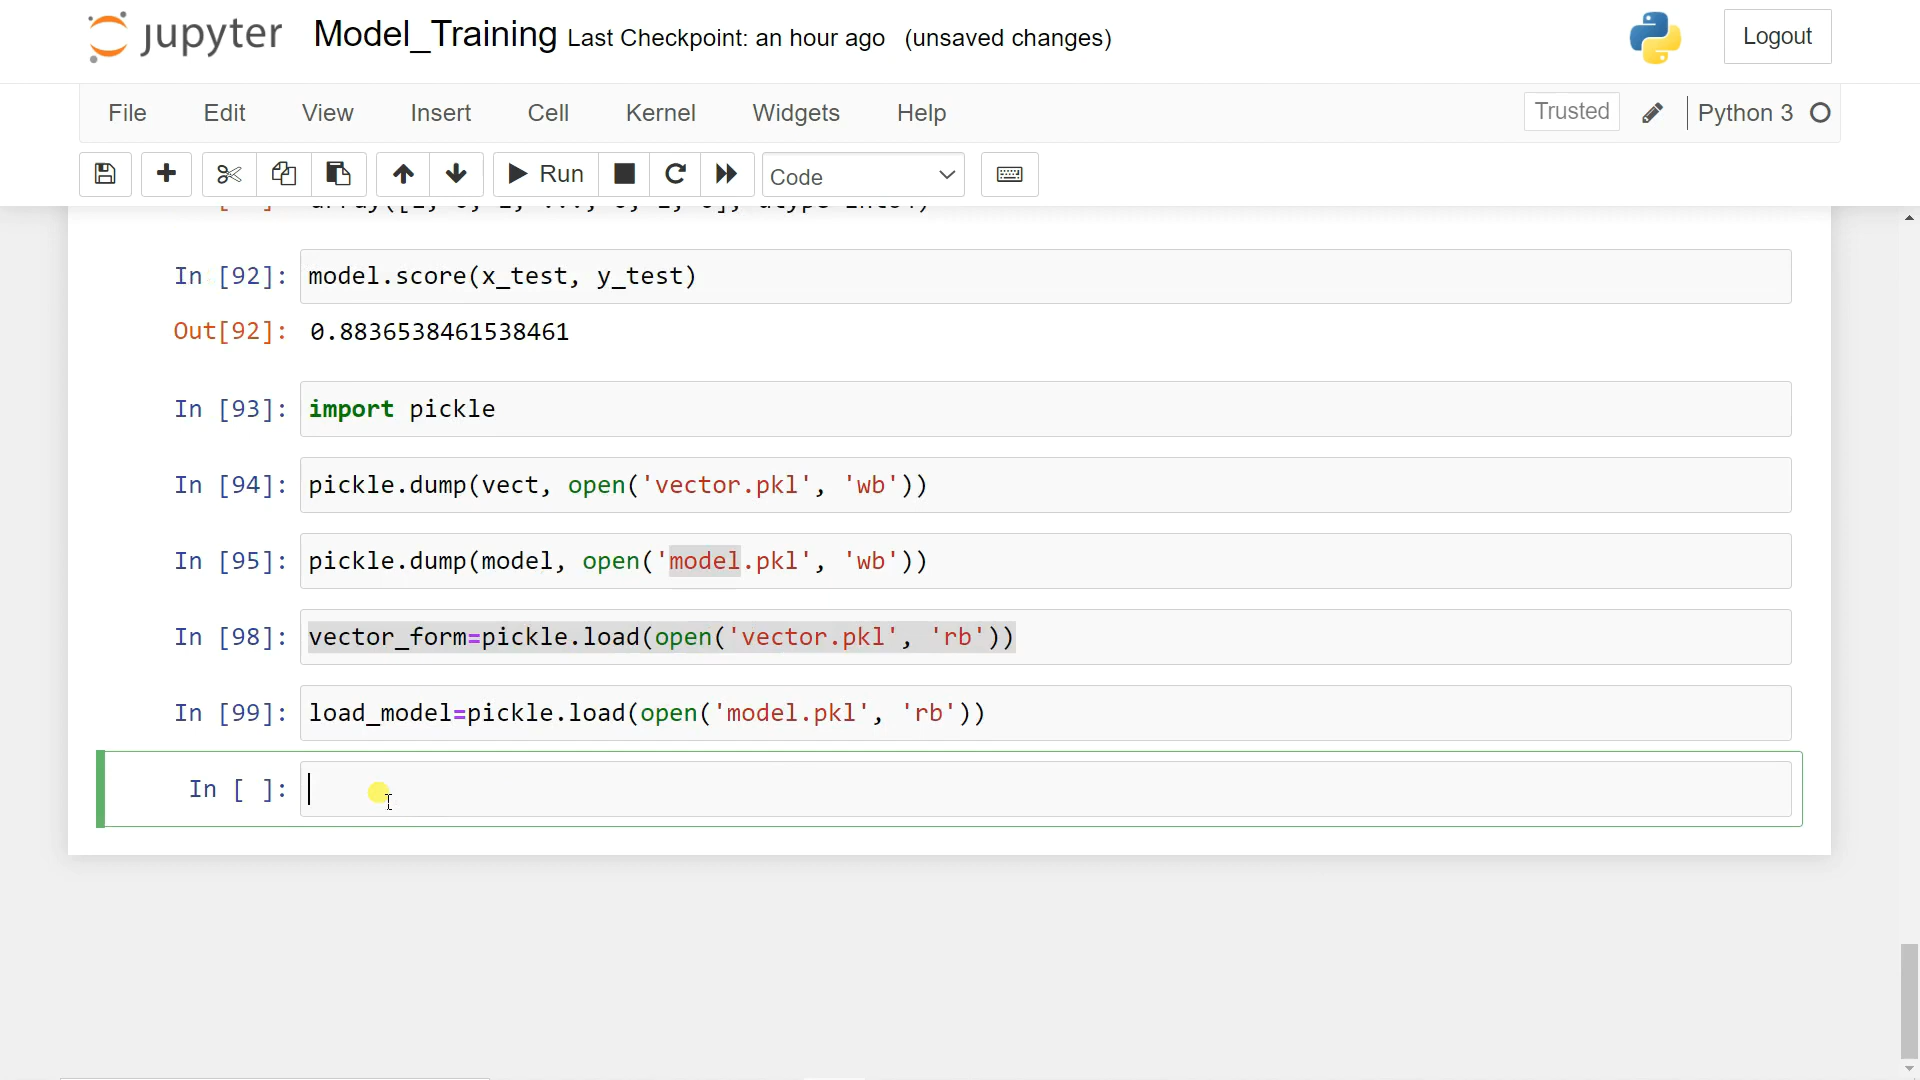 jupyter Model_Training Last Checkpoint: an hour ago (unsaved changes) Logout
File Edit View Insert Cell Kernel Widgets Help Trusted Python 3
Run Code
In [92]: model.score(x_test, y_test)
Out[92]: 0.8836538461538461
In [93]: import pickle
In [94]: pickle.dump(vect, open('vector.pkl', 'wb'))
In [95]: pickle.dump(model, open('model.pkl', 'wb'))
In [98]: vector_form=pickle.load(open('vector.pkl', 'rb'))
In [99]: load_model=pickle.load(open('model.pkl', 'rb'))
In [ ]: